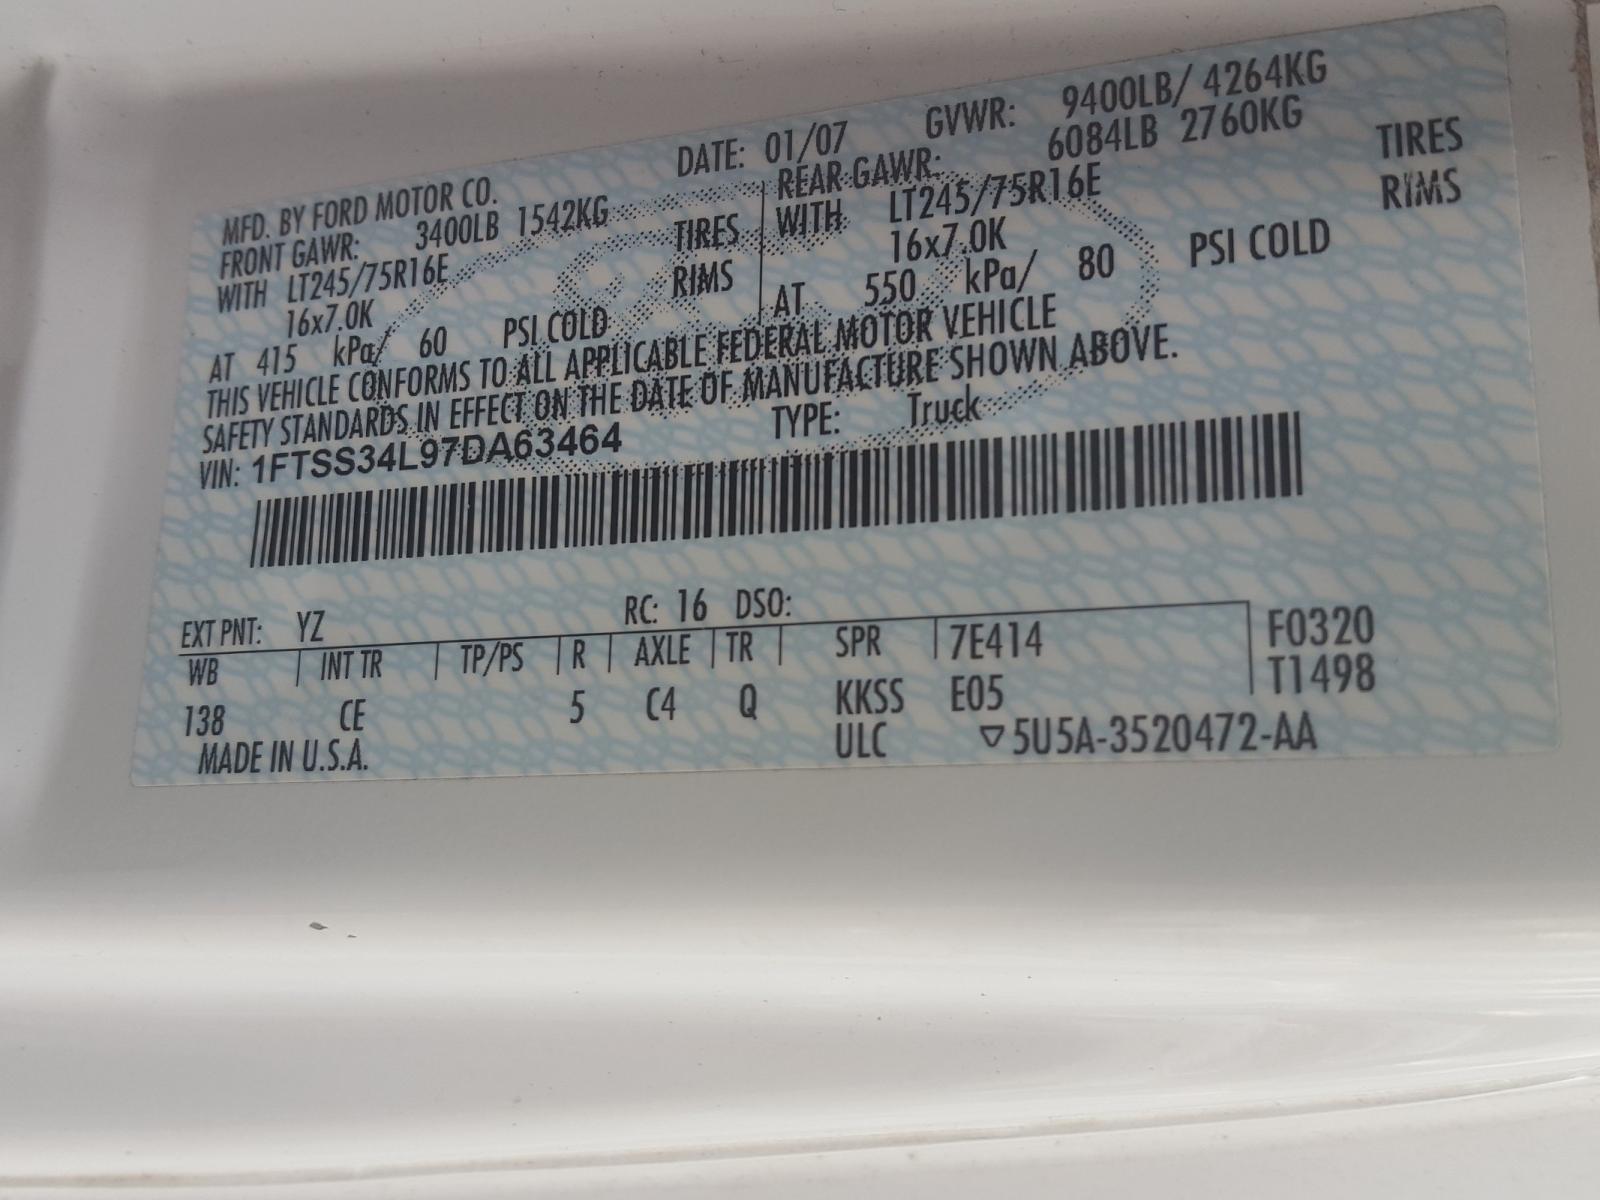 MFD. BY FORD MOTOR CO. DATE: 01/07 GVWR: 9400LB/ 4264KG
FRONT GAWR: 3400LB 1542KG REAR GAWR: 6084LB 2760KG
WITH LT245/75R16E TIRES WITH LT245/75R16E TIRES
16x7.0K RIMS 16x7.0K RIMS
AT 415 kPa/ 60 PSI COLD AT 550 kPa/ 80 PSI COLD
THIS VEHICLE CONFORMS TO ALL APPLICABLE FEDERAL MOTOR VEHICLE
SAFETY STANDARDS IN EFFECT ON THE DATE OF MANUFACTURE SHOWN ABOVE.
VIN: 1FTSS34L97DA63464 TYPE: Truck
EXT PNT: YZ RC: 16 DSO:
WB INT TR TP/PS R AXLE TR SPR 7E414 F0320
138 CE 5 C4 Q KKSS E05 T1498
MADE IN U.S.A. ULC ▽5U5A-3520472-AA